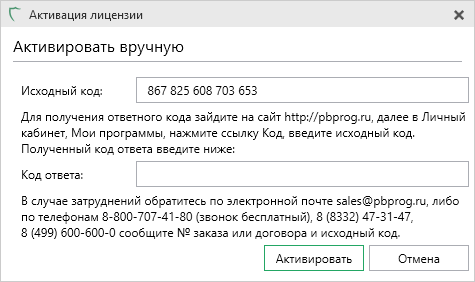 Активация лицензии
Активировать вручную
Исходный код: 867 825 608 703 653
Для получения ответного кода зайдите на сайт http://pbprog.ru, далее в Личный
кабинет, Мои программы, нажмите ссылку Код, введите исходный код.
Полученный код ответа введите ниже:
Код ответа:
В случае затруднений обратитесь по электронной почте sales@pbprog.ru, либо
по телефонам 8-800-707-41-80 (звонок бесплатный), 8 (8332) 47-31-47,
8 (499) 600-600-0 сообщите № заказа или договора и исходный код.
Активировать Отмена